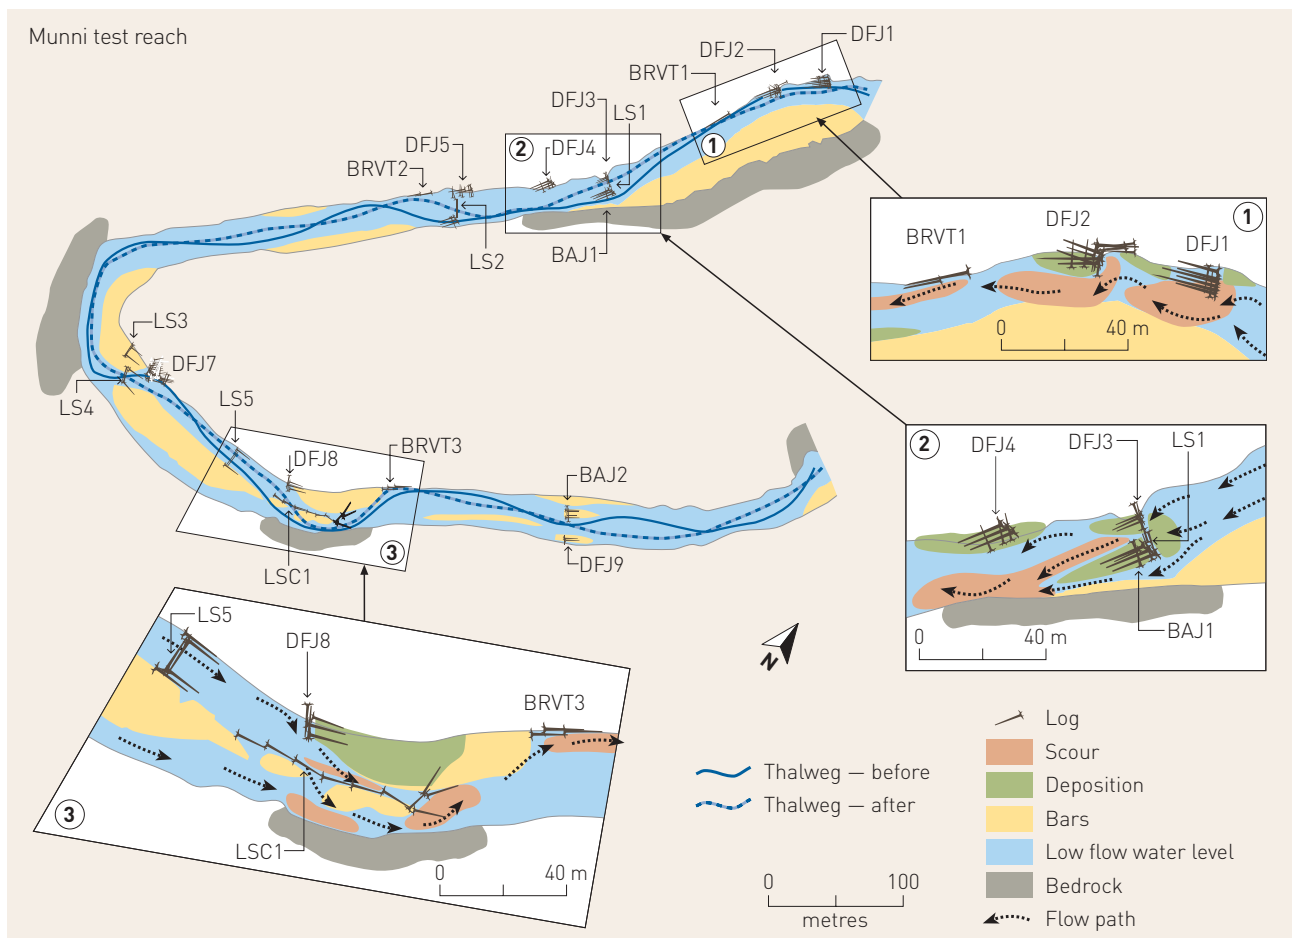 Munni test reach
DFJ1
DFJ2
BRVT1
DFJ3
LS1
DFJ5
2
DFJ4
1
BRVT2
LS2
BAJ1
LS3
DFJ7
LS4
LS5
DFJ8
BRVT3
BAJ2
LSC1
3
DFJ9
1
DFJ2
BRVT1
DFJ1
0 40 m
2
DFJ4
DFJ3
LS1
BAJ1
0 40 m
LS5
DFJ8
BRVT3
3
LSC1
0 40 m
N
Thalweg — before
Thalweg — after
0 100
metres
Log
Scour
Deposition
Bars
Low flow water level
Bedrock
Flow path